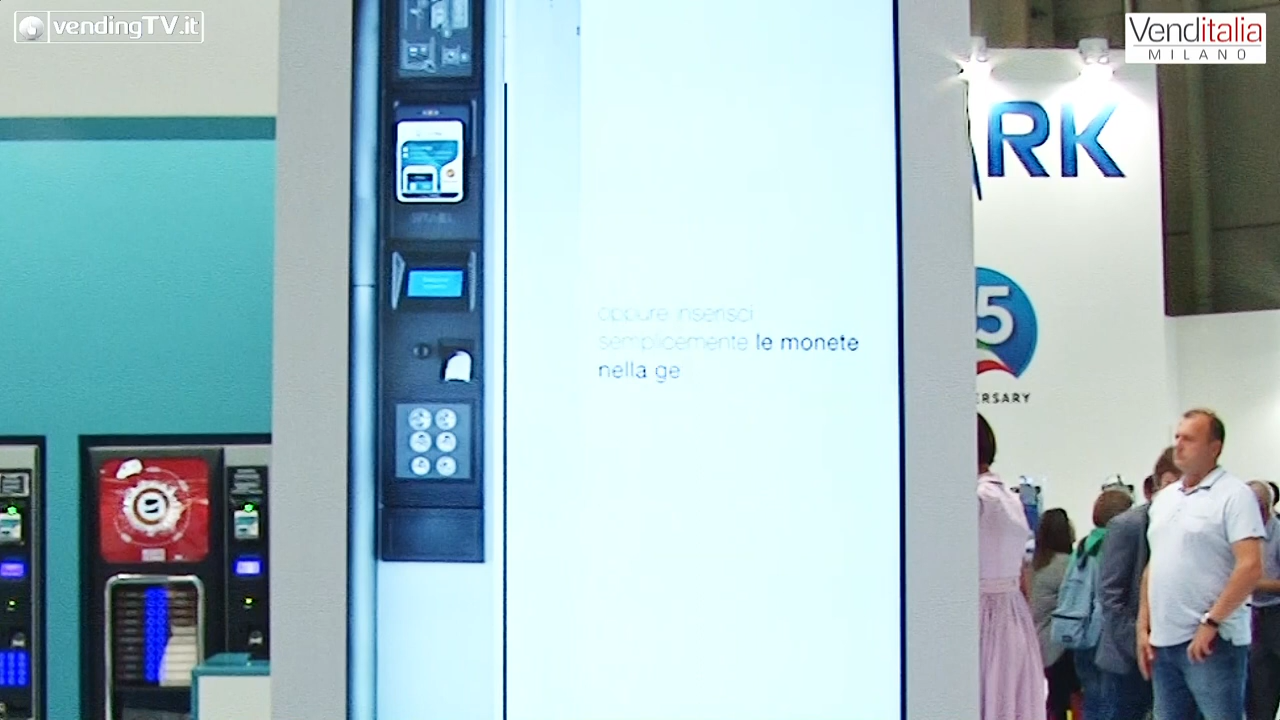 vendingTV.it
Venditalia
MILANO
RK
5
ERSARY
oppure inserisci
semplicemente le monete
nella ge